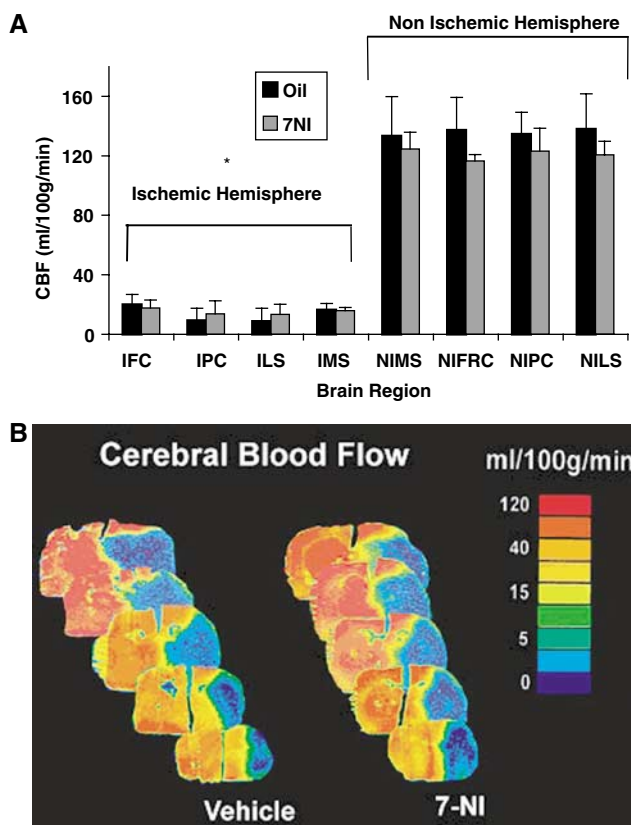 A
Non Ischemic Hemisphere
160
120
80
40
0
CBF (ml/100g/min)
Oil
7NI
*
Ischemic Hemisphere
IFC IPC ILS IMS NIMS NIFRC NIPC NILS
Brain Region
B
Cerebral Blood Flow
ml/100g/min
120
40
15
5
0
Vehicle
7-NI